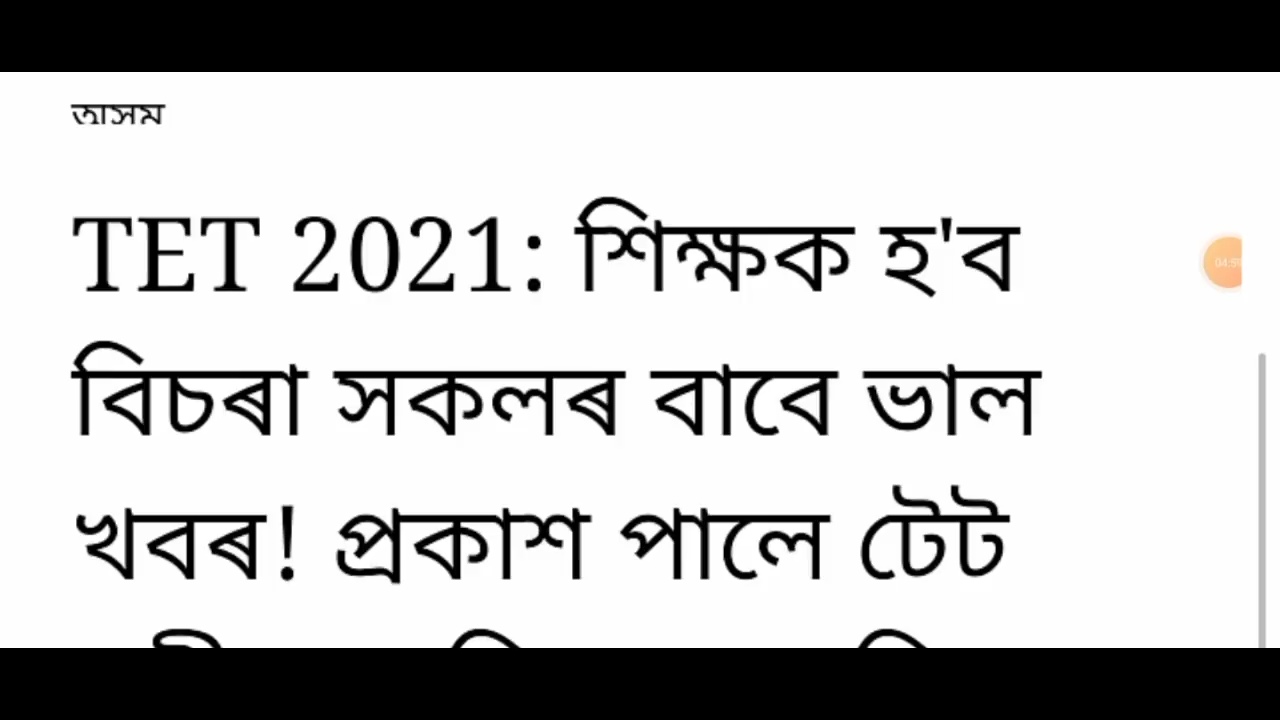 অসম
TET 2021: শিক্ষক হ'ব
বিচৰা সকলৰ বাবে ভাল
খবৰ! প্ৰকাশ পালে টেট